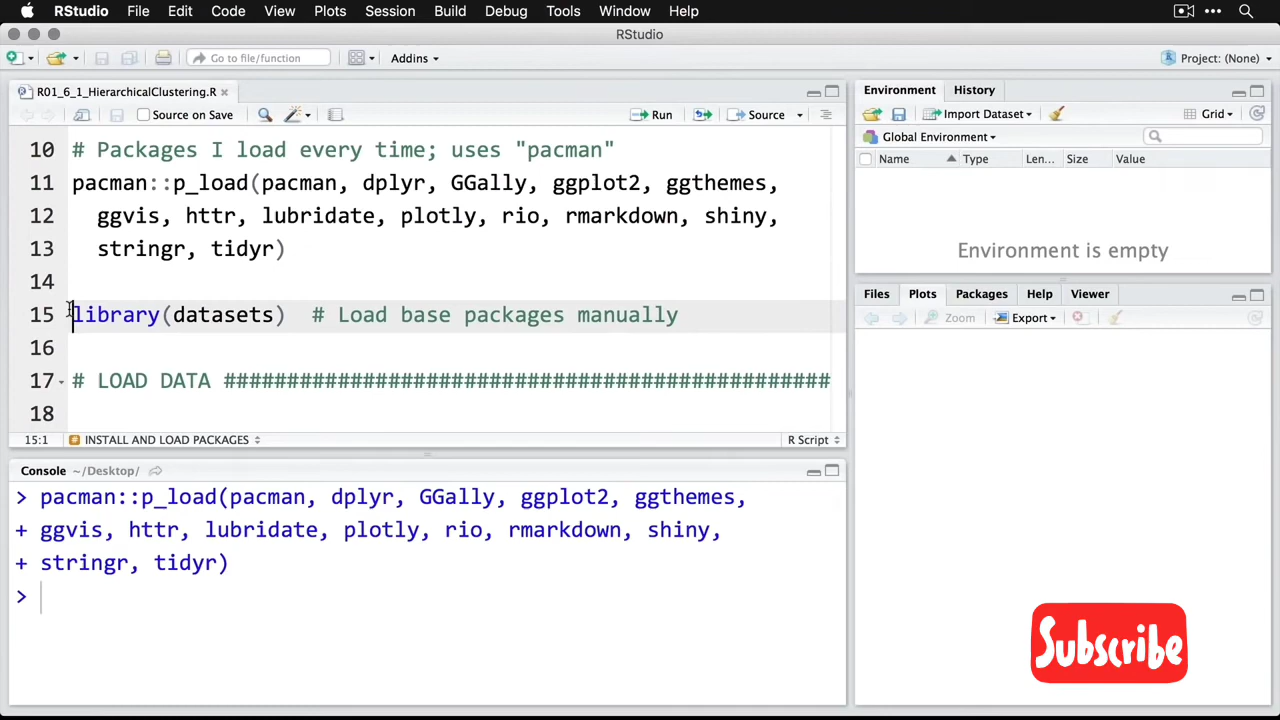 RStudio File Edit Code View Plots Session Build Debug Tools Window Help
RStudio
Go to file/function Addins Project: (None)
R01_6_1_HierarchicalClustering.R
Source on Save Run Source
10 # Packages I load every time; uses "pacman"
11 pacman::p_load(pacman, dplyr, GGally, ggplot2, ggthemes,
12 ggvis, httr, lubridate, plotly, rio, rmarkdown, shiny,
13 stringr, tidyr)
14
15 library(datasets) # Load base packages manually
16
17 # LOAD DATA ################################################
18
15:1 INSTALL AND LOAD PACKAGES R Script
Console ~/Desktop/
> pacman::p_load(pacman, dplyr, GGally, ggplot2, ggthemes,
+ ggvis, httr, lubridate, plotly, rio, rmarkdown, shiny,
+ stringr, tidyr)
>
Environment History
Import Dataset Grid
Global Environment
Name Type Len... Size Value
Environment is empty
Files Plots Packages Help Viewer
Zoom Export
Subscribe